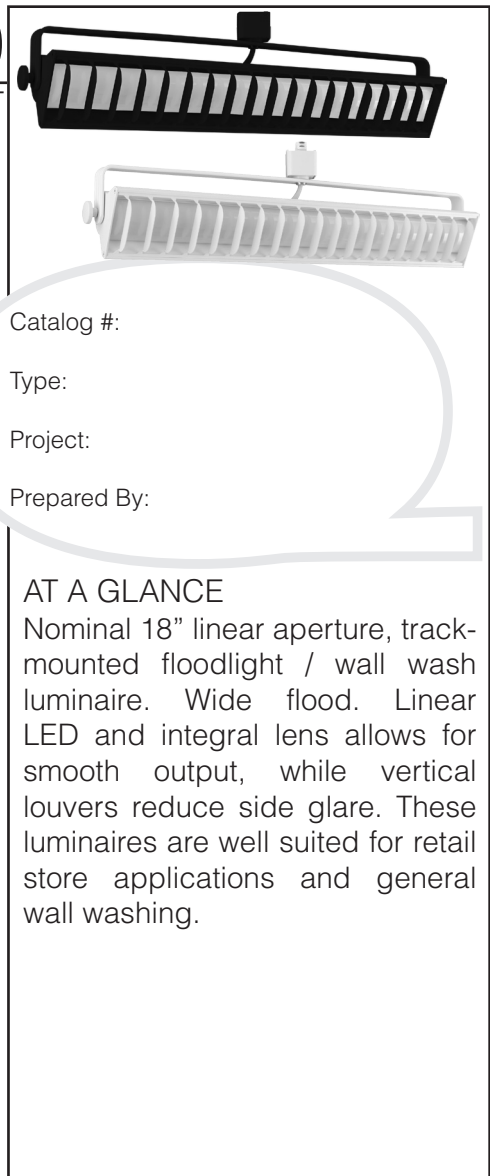 Catalog #:
Type:
Project:
Prepared By:
AT A GLANCE
Nominal 18” linear aperture, track-
mounted floodlight / wall wash
luminaire. Wide flood. Linear
LED and integral lens allows for
smooth output, while vertical
louvers reduce side glare. These
luminaires are well suited for retail
store applications and general
wall washing.